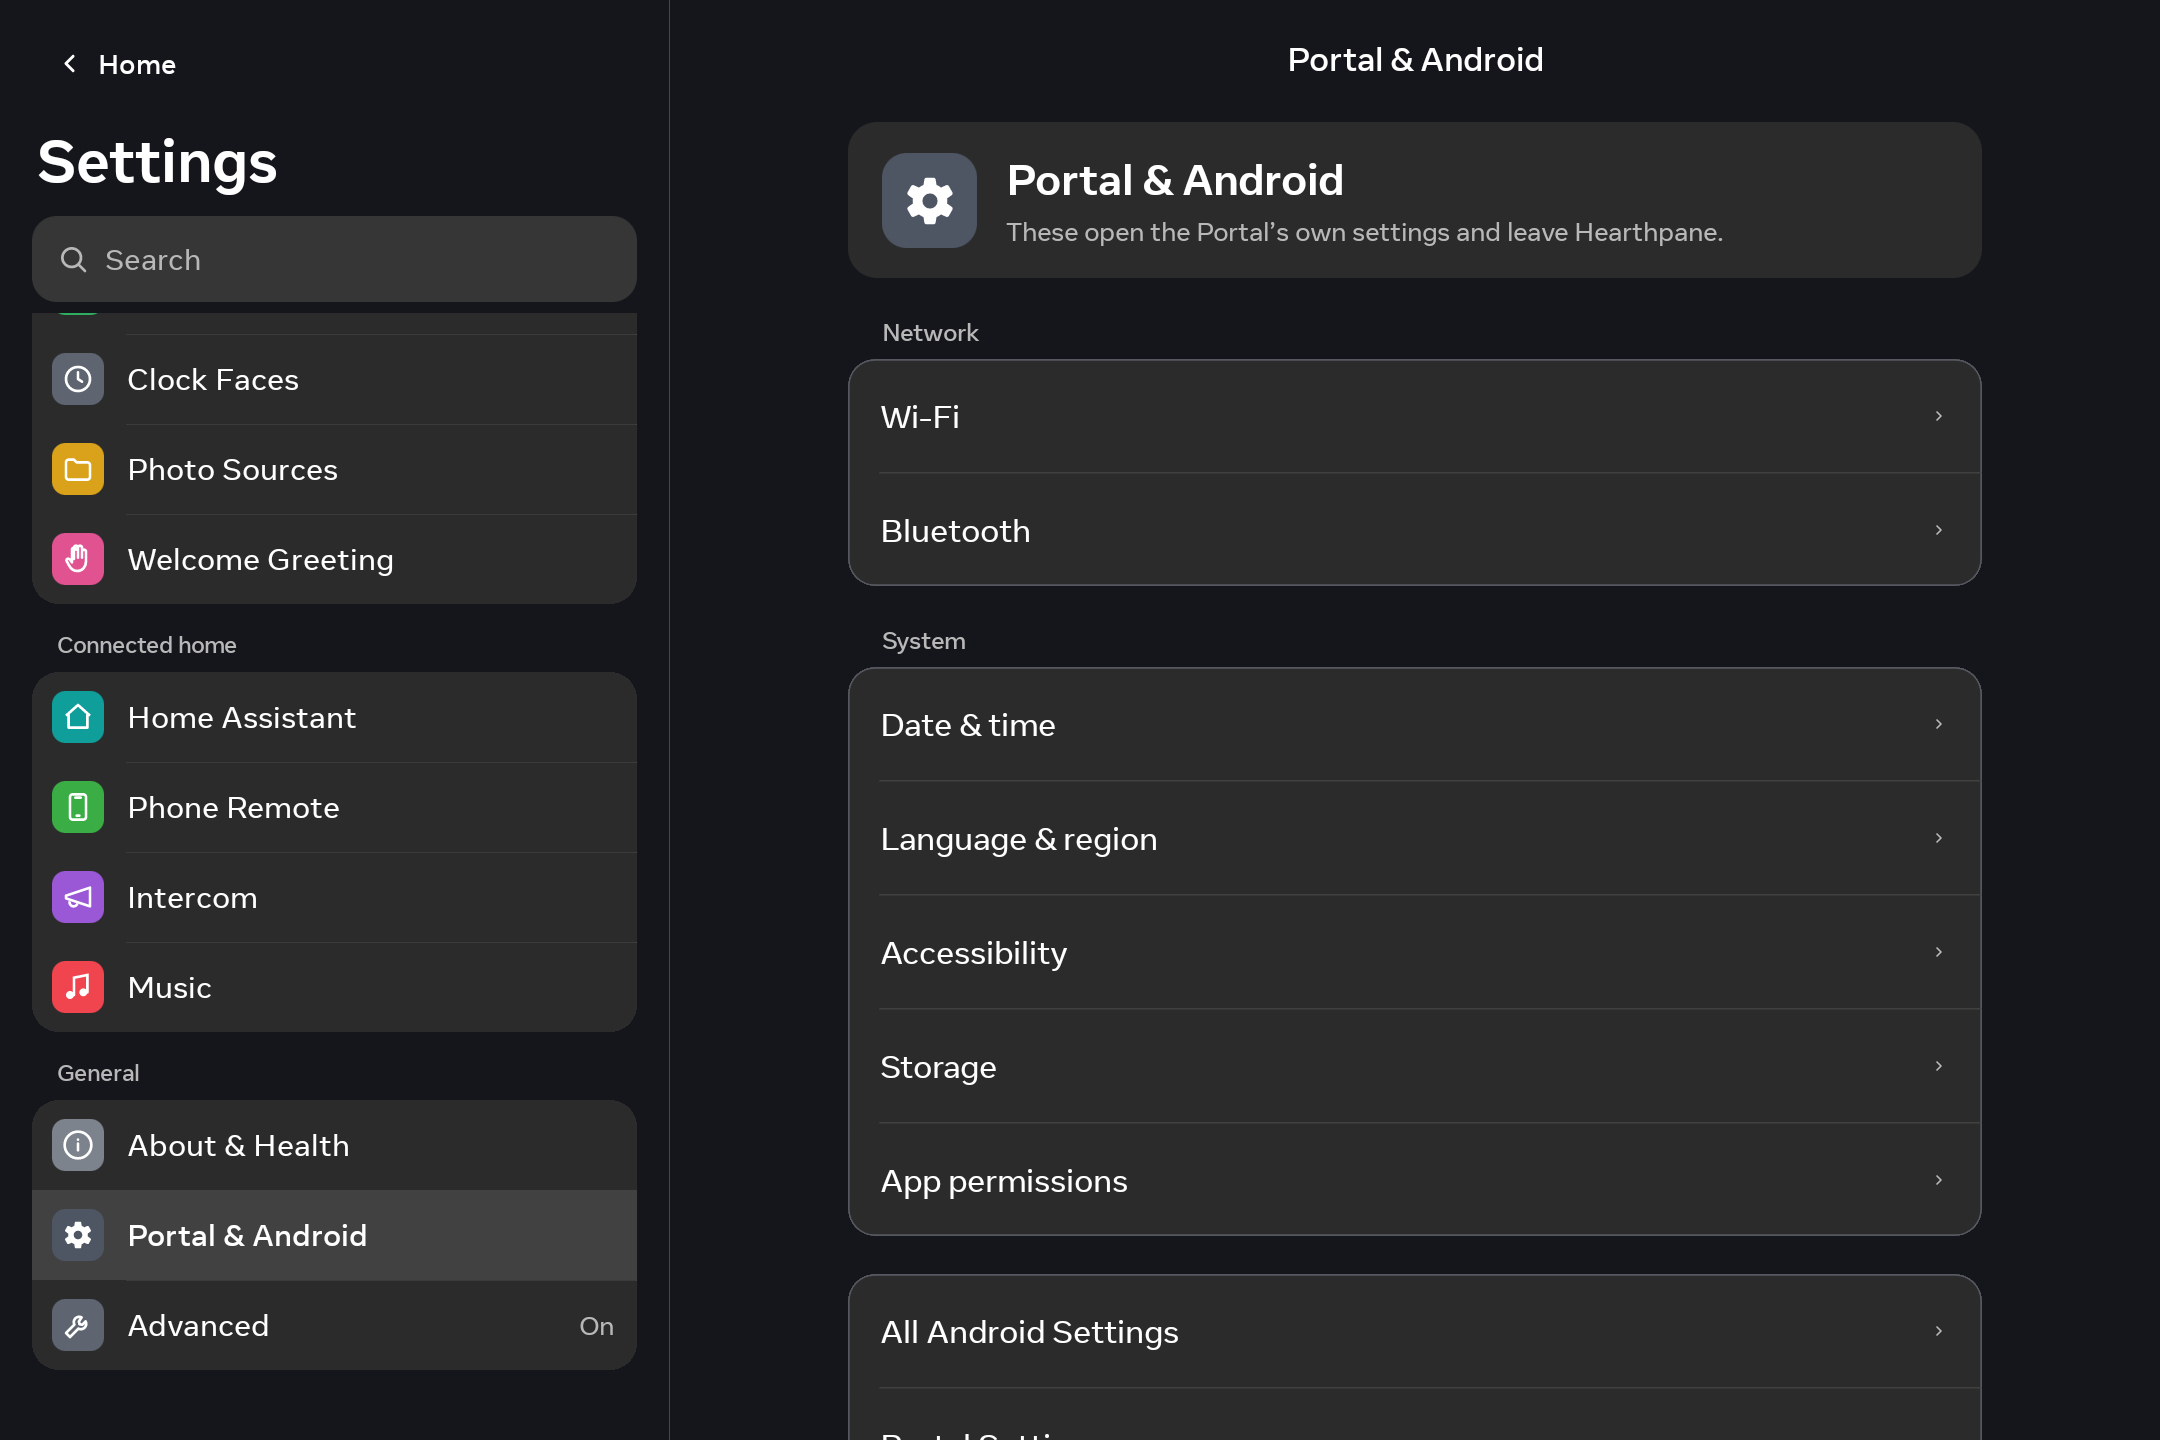 Home
Settings
Search
Clock Faces
Photo Sources
Welcome Greeting
Connected home
Home Assistant
Phone Remote
Intercom
Music
General
About & Health
Portal & Android
Advanced
On
Portal & Android
Portal & Android
These open the Portal’s own settings and leave Hearthpane.
Network
Wi-Fi
Bluetooth
System
Date & time
Language & region
Accessibility
Storage
App permissions
All Android Settings